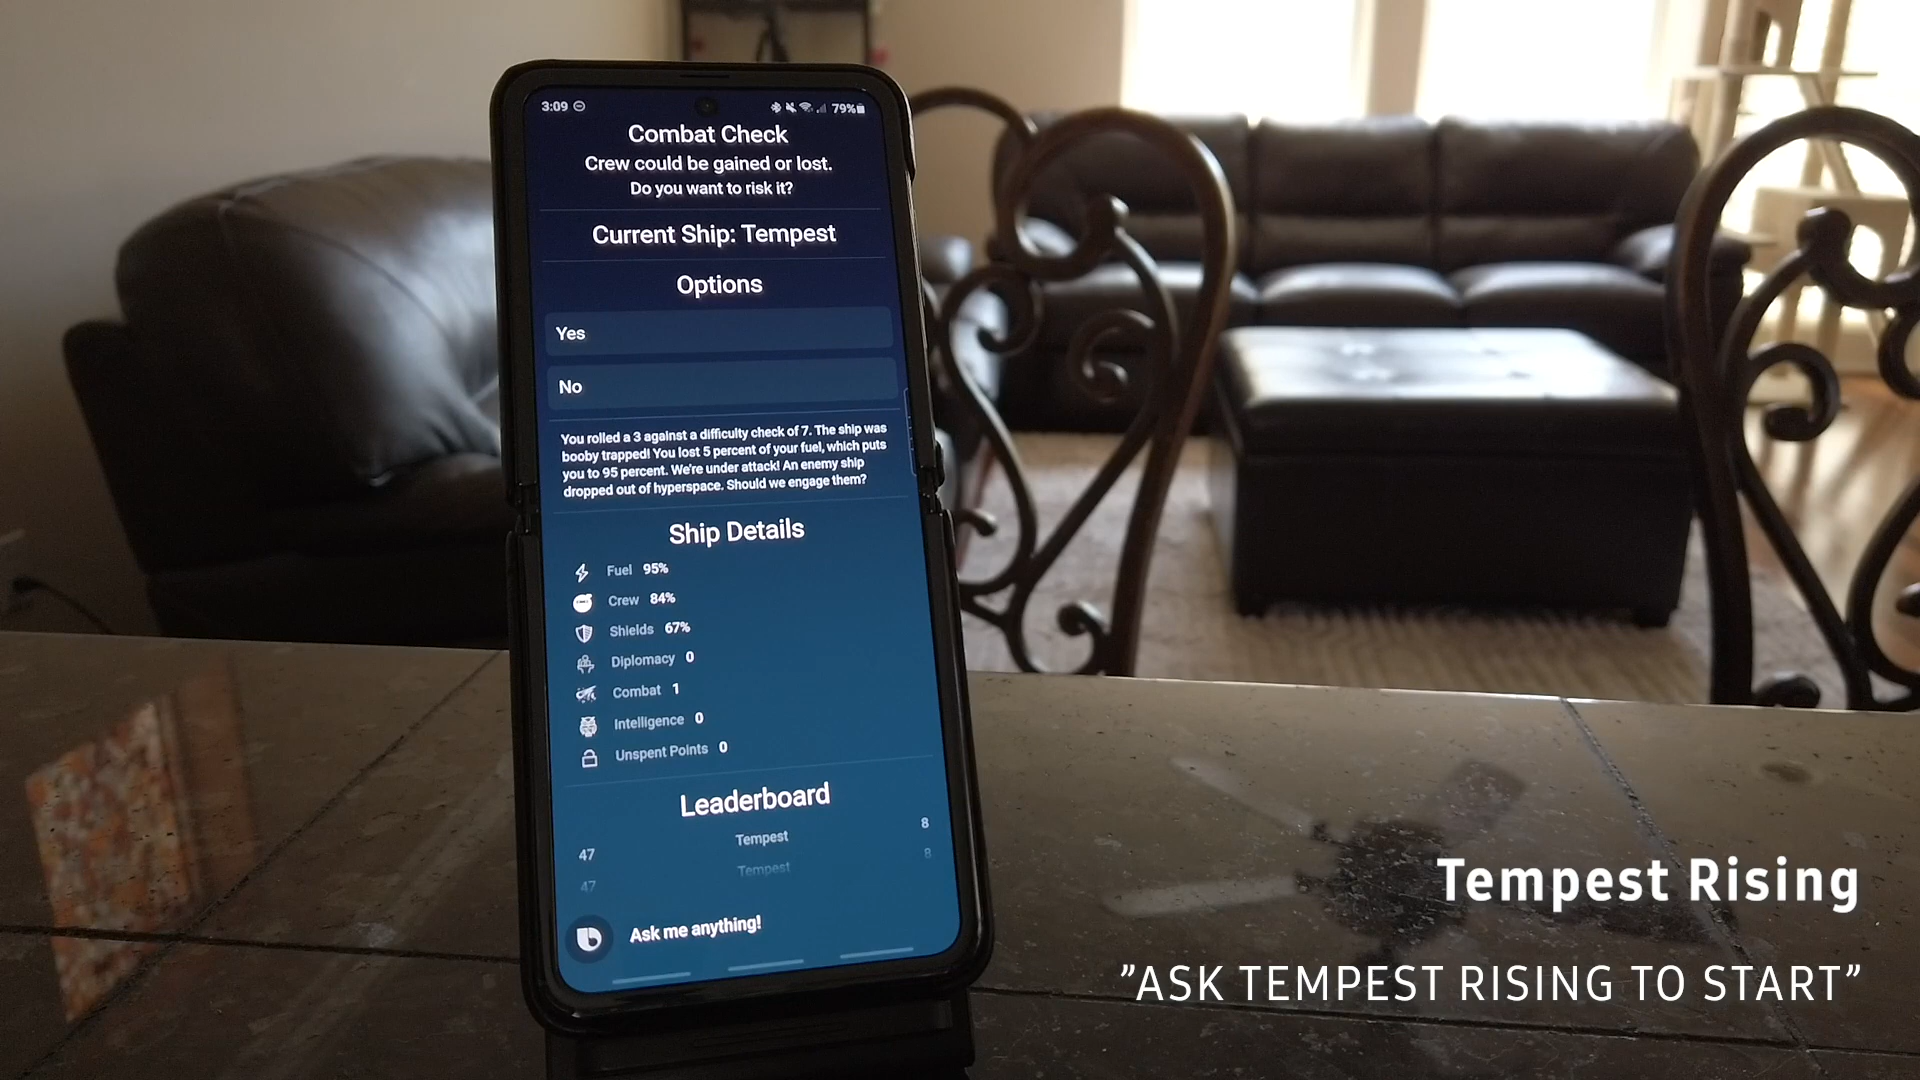 3:09
79%
Combat Check
Crew could be gained or lost.
Do you want to risk it?
Current Ship: Tempest
Options
Yes
No
You rolled a 3 against a difficulty check of 7. The ship was
booby trapped! You lost 5 percent of your fuel, which puts
you to 95 percent. We're under attack! An enemy ship
dropped out of hyperspace. Should we engage them?
Ship Details
Fuel 95%
Crew 84%
Shields 67%
Diplomacy 0
Combat 1
Intelligence 0
Unspent Points 0
Leaderboard
47 Tempest 8
47 Tempest 8
Ask me anything!
Tempest Rising
"ASK TEMPEST RISING TO START"